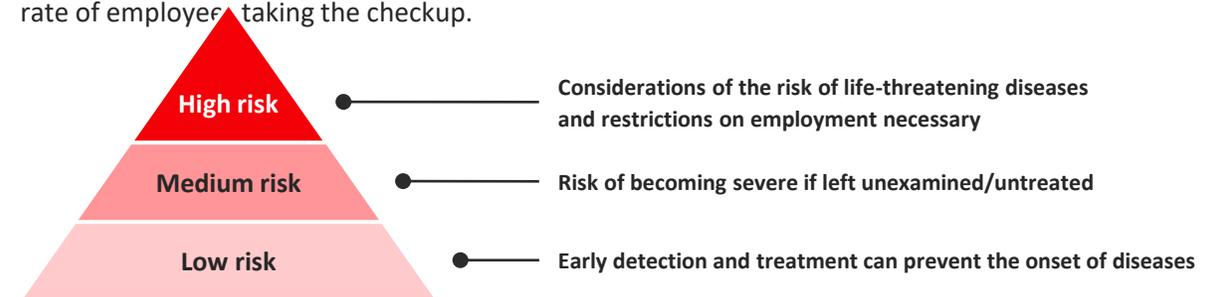 rate of employee taking the checkup.
High risk
Considerations of the risk of life-threatening diseases
and restrictions on employment necessary
Medium risk
Risk of becoming severe if left unexamined/untreated
Low risk
Early detection and treatment can prevent the onset of diseases